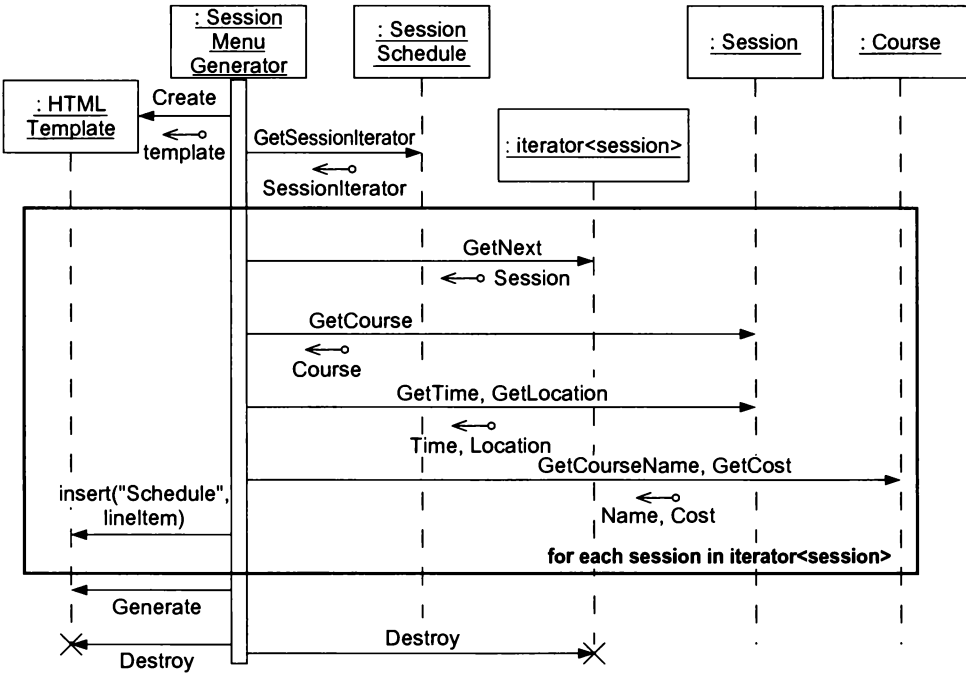 : Session
Menu
Generator
: Session
Schedule
: Session
: Course
: HTML
Template
Create
template
GetSessionIterator
SessionIterator
: iterator<session>
GetNext
Session
GetCourse
Course
GetTime, GetLocation
Time, Location
GetCourseName, GetCost
Name, Cost
insert("Schedule",
lineItem)
for each session in iterator<session>
Generate
Destroy
Destroy